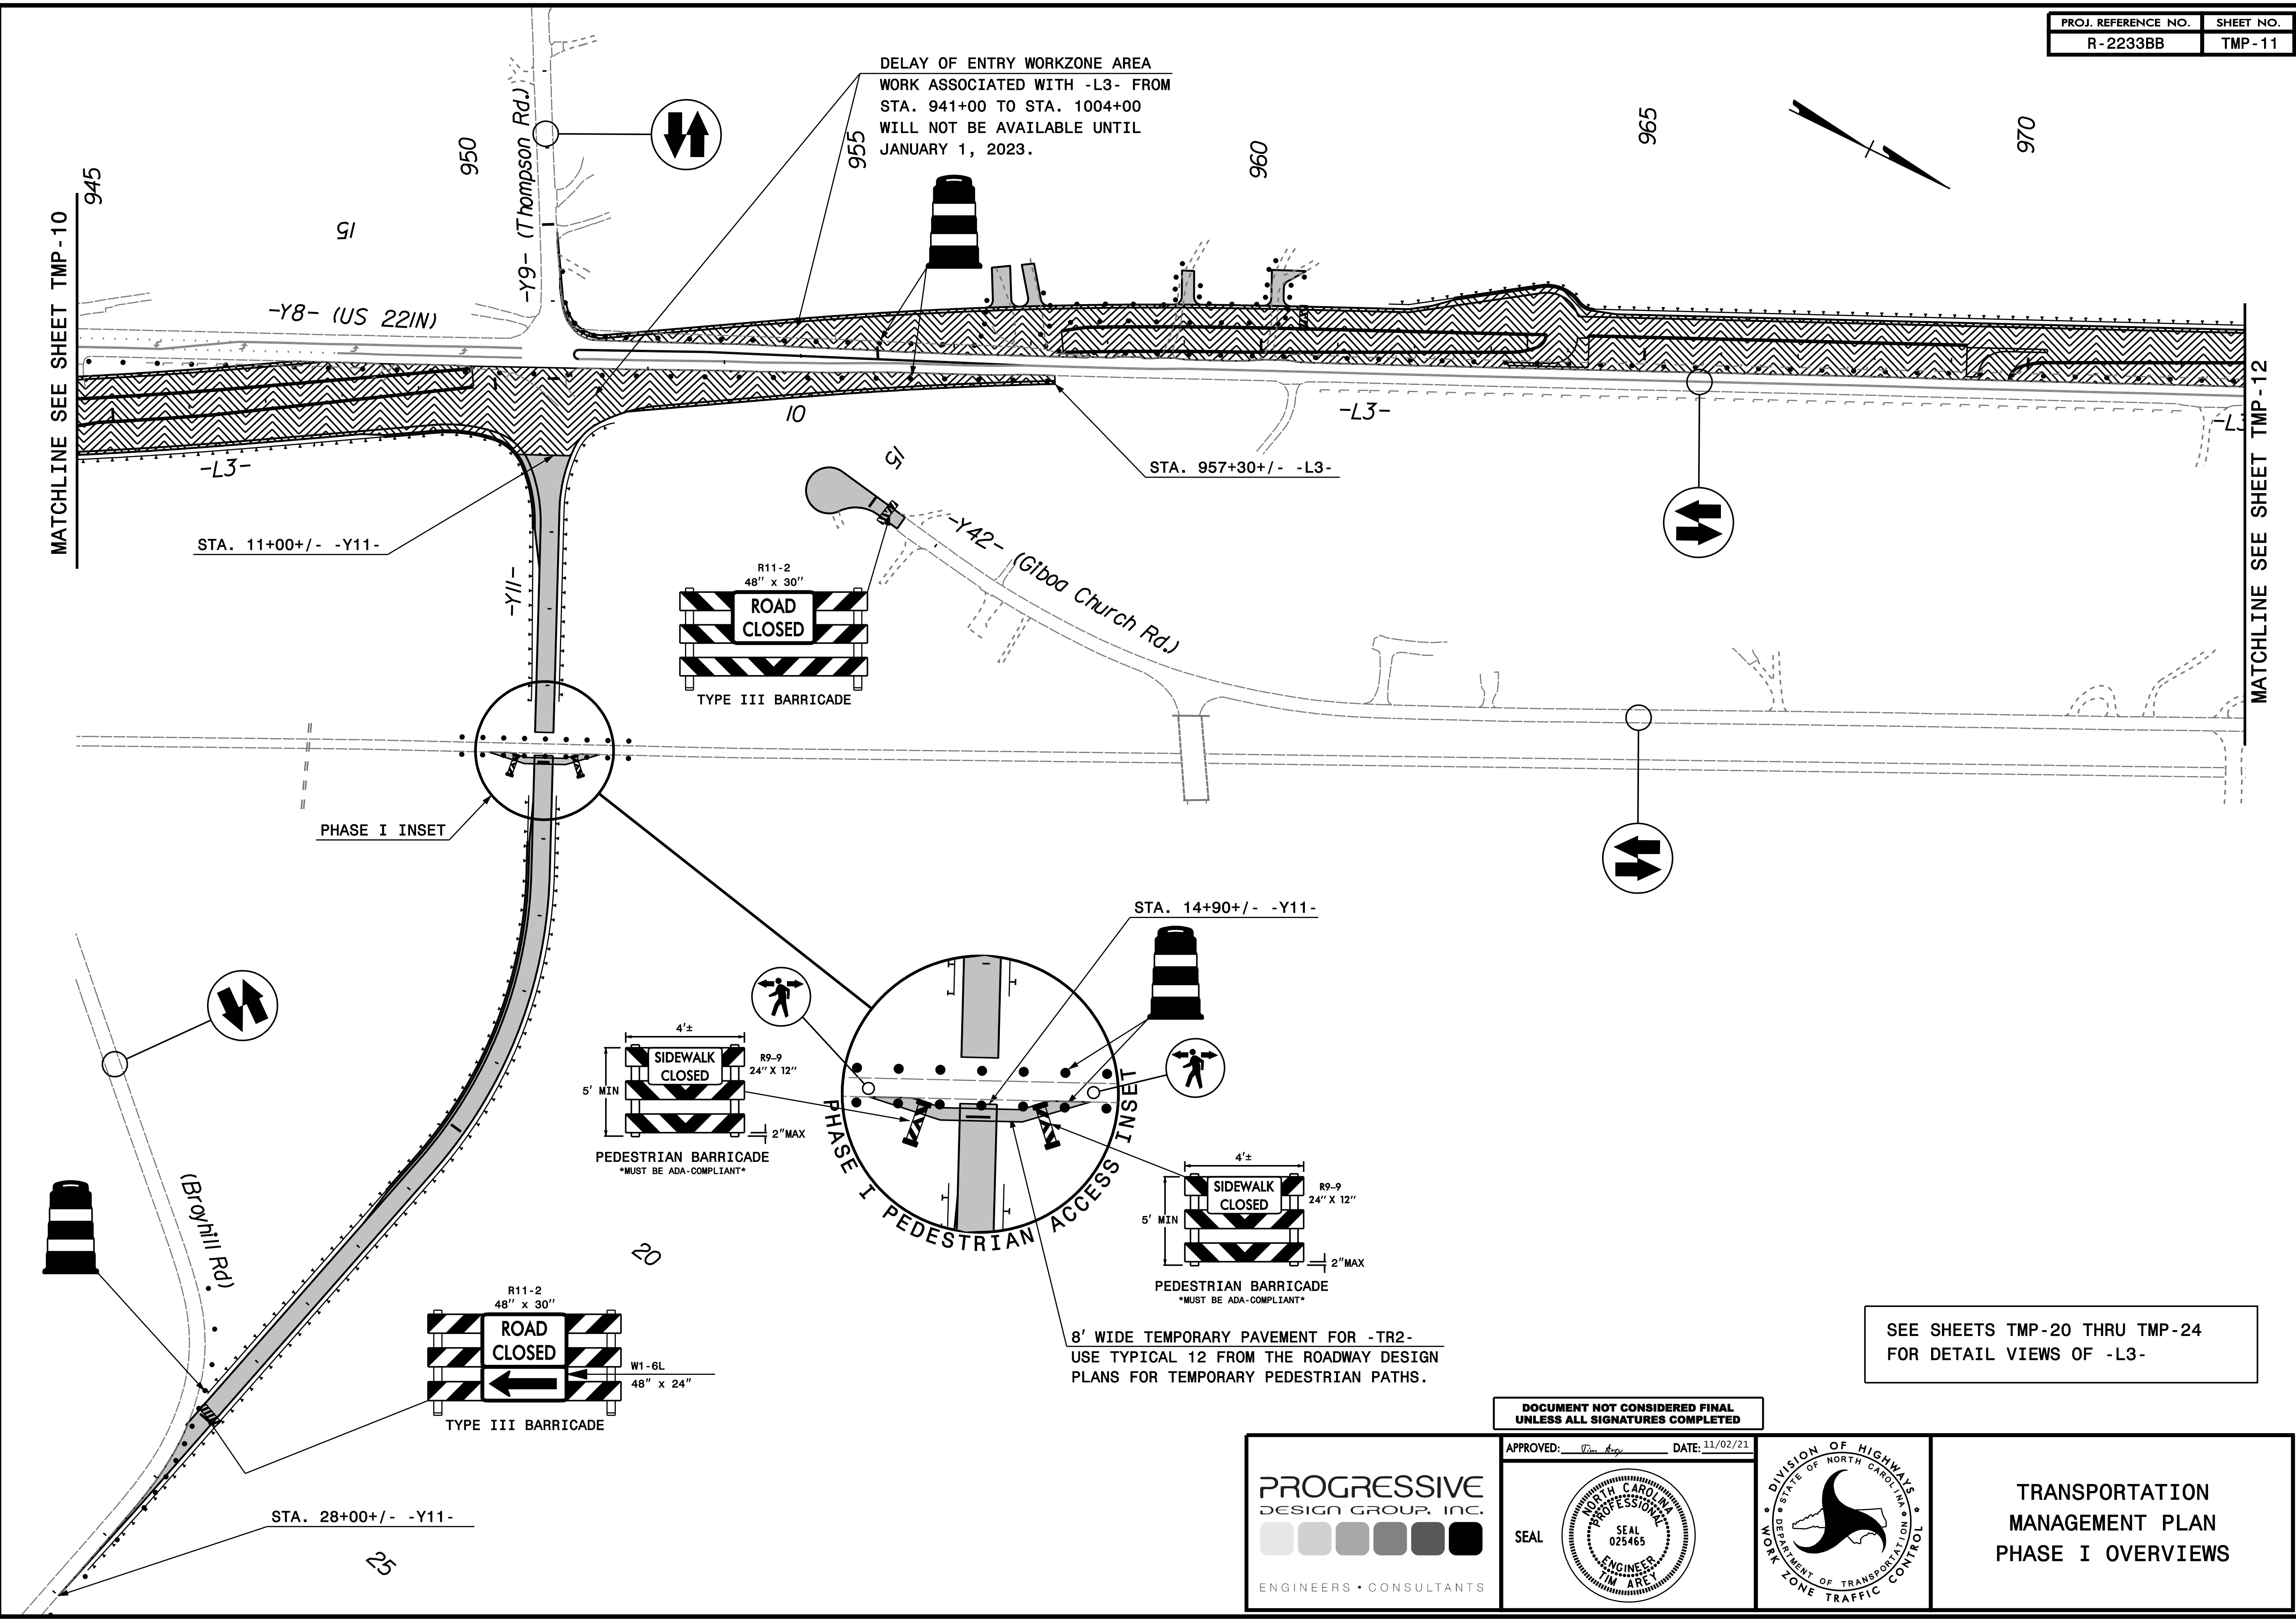 PROJ. REFERENCE NO.
SHEET NO.
R-2233BB
TMP-11
DELAY OF ENTRY WORKZONE AREA
WORK ASSOCIATED WITH -L3- FROM
STA. 941+00 TO STA. 1004+00
WILL NOT BE AVAILABLE UNTIL
JANUARY 1, 2023.
945
950
955
960
965
970
15
MATCHLINE SEE SHEET TMP-10
-Y9- (Thompson Rd.)
-Y8- (US 221N)
10
15
-L3-
-L3-
-L3
MATCHLINE SEE SHEET TMP-12
STA. 957+30+/- -L3-
STA. 11+00+/- -Y11-
-Y11-
-Y42- (Giboa Church Rd.)
R11-2
48" x 30"
ROAD
CLOSED
TYPE III BARRICADE
PHASE I INSET
STA. 14+90+/- -Y11-
4'±
SIDEWALK
CLOSED
R9-9
24" X 12"
5' MIN
2"MAX
PEDESTRIAN BARRICADE
*MUST BE ADA-COMPLIANT*
PHASE I PEDESTRIAN ACCESS INSET
4'±
SIDEWALK
CLOSED
R9-9
24" X 12"
5' MIN
2"MAX
PEDESTRIAN BARRICADE
*MUST BE ADA-COMPLIANT*
(Broyhill Rd)
20
R11-2
48" x 30"
ROAD
CLOSED
W1-6L
48" x 24"
TYPE III BARRICADE
8' WIDE TEMPORARY PAVEMENT FOR -TR2-
USE TYPICAL 12 FROM THE ROADWAY DESIGN
PLANS FOR TEMPORARY PEDESTRIAN PATHS.
STA. 28+00+/- -Y11-
25
SEE SHEETS TMP-20 THRU TMP-24
FOR DETAIL VIEWS OF -L3-
DOCUMENT NOT CONSIDERED FINAL
UNLESS ALL SIGNATURES COMPLETED
PROGRESSIVE
DESIGN GROUP, INC.
ENGINEERS • CONSULTANTS
APPROVED: Tim Arey DATE: 11/02/21
SEAL
NORTH CAROLINA
PROFESSIONAL
SEAL
025465
ENGINEER
TIM AREY
DIVISION OF HIGHWAYS
STATE OF NORTH CAROLINA
DEPARTMENT OF TRANSPORTATION
WORK ZONE TRAFFIC CONTROL
TRANSPORTATION
MANAGEMENT PLAN
PHASE I OVERVIEWS